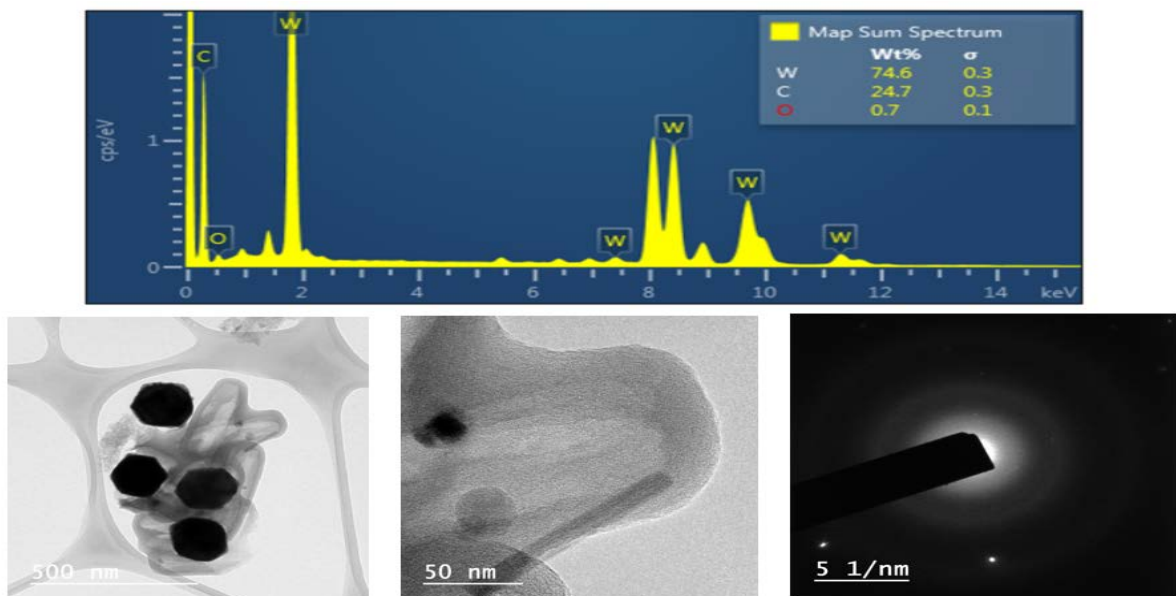 W
Map Sum Spectrum
C
Wt% σ
W 74.6 0.3
C 24.7 0.3
O 0.7 0.1
cps/eV
1
W
W
O
W
W
0
0 2 4 6 8 10 12 14 keV
500 nm
50 nm
5 1/nm